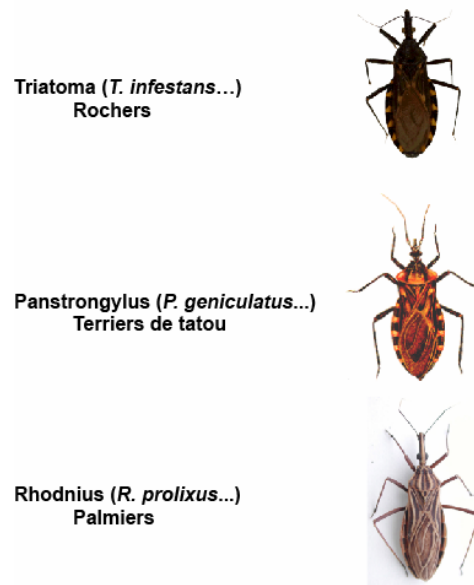 Triatoma (T. infestans…)
Rochers
Panstrongylus (P. geniculatus...)
Terriers de tatou
Rhodnius (R. prolixus...)
Palmiers